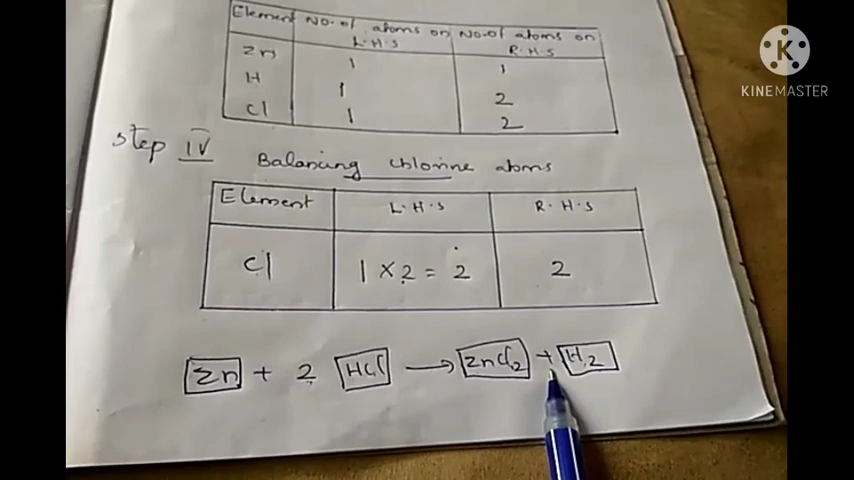 Element No. of atoms on L.H.S No. of atoms on R.H.S
Zn 1 1
H 1 2
Cl 1 2
Step IV Balancing chlorine atoms
Element L.H.S R.H.S
Cl 1 × 2 = 2 2
Zn + 2 HCl → ZnCl2 + H2
KINEMASTER